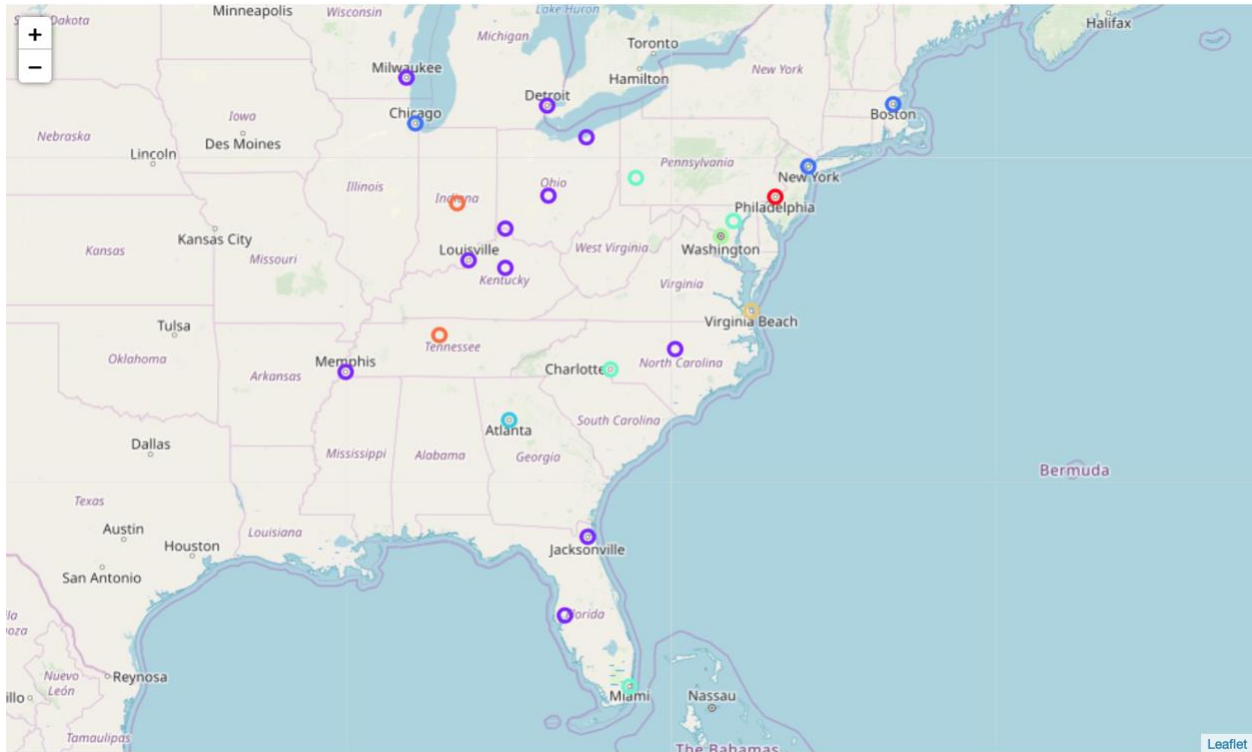 Minneapolis
Wisconsin
Lake Huron
Halifax
+
Michigan
Toronto
−
Milwaukee
Hamilton
New York
Detroit
Chicago
Boston
Iowa
Nebraska
Des Moines
Lincoln
Pennsylvania
New York
Illinois
Ohio
Indiana
Philadelphia
Kansas City
Kansas
Louisville
West Virginia
Washington
Missouri
Kentucky
Virginia
Tulsa
Virginia Beach
Tennessee
Oklahoma
Memphis
North Carolina
Charlotte
Arkansas
South Carolina
Atlanta
Dallas
Mississippi
Alabama
Georgia
Bermuda
Texas
Austin
Louisiana
Houston
Jacksonville
San Antonio
Florida
Nuevo
León
Reynosa
Miami
Nassau
Tamaulipas
The Bahamas
Leaflet